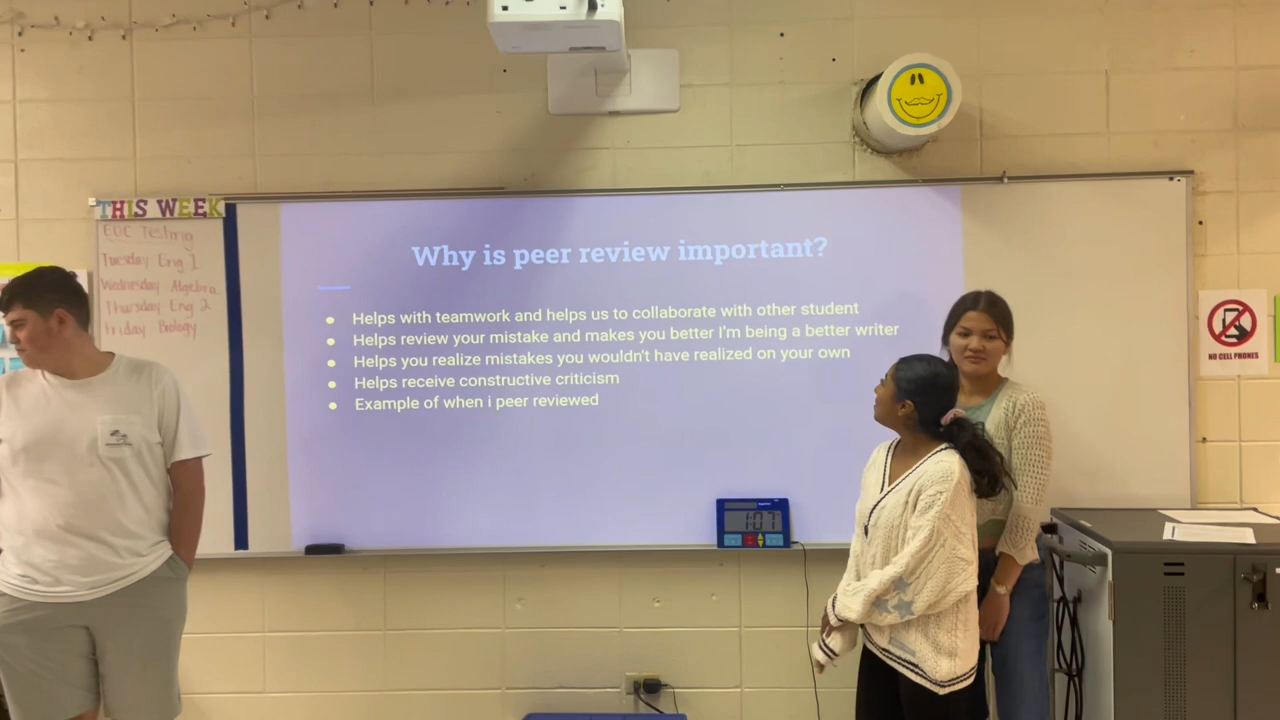 THIS WEEK
EOC Testing
Tuesday Eng 1
Wednesday Algebra
Thursday Eng 2
Friday Biology
Why is peer review important?
● Helps with teamwork and helps us to collaborate with other student
● Helps review your mistake and makes you better I'm being a better writer
● Helps you realize mistakes you wouldn't have realized on your own
● Helps receive constructive criticism
● Example of when i peer reviewed
1:07
NO CELL PHONES